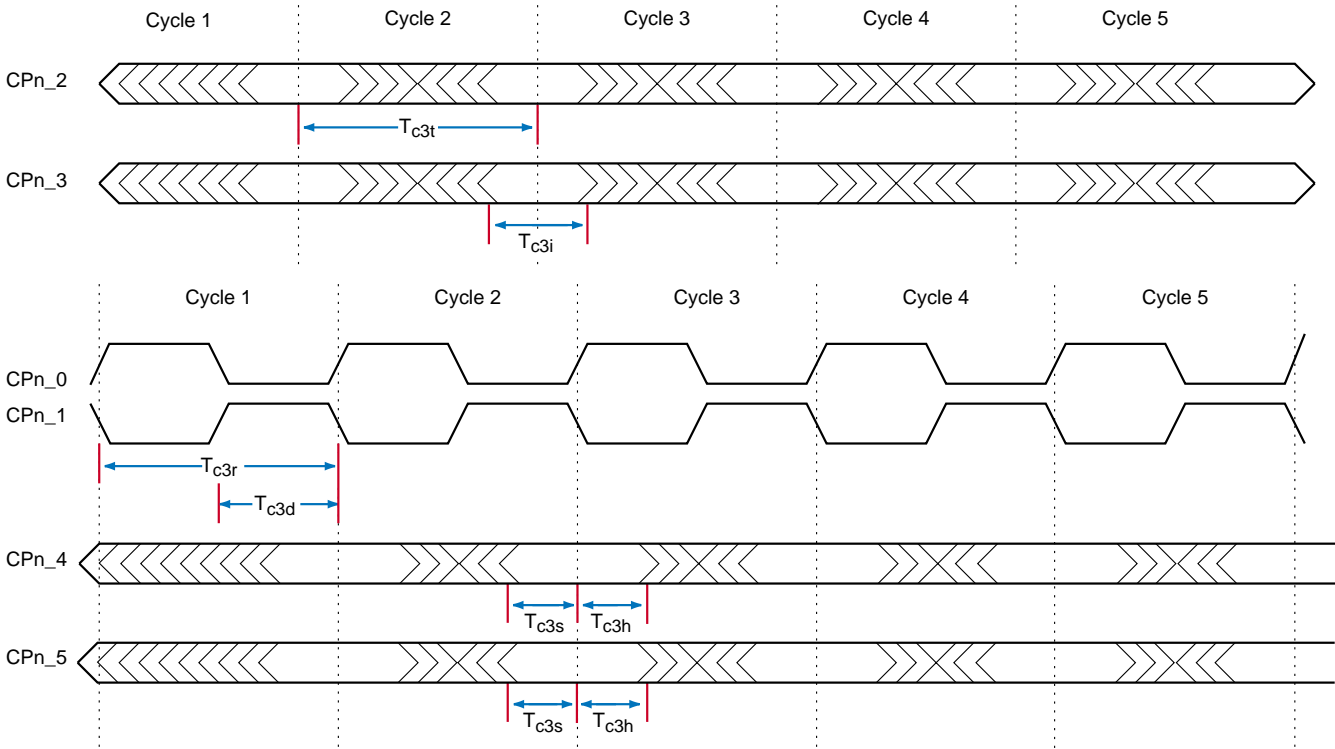 Cycle 1 Cycle 2 Cycle 3 Cycle 4 Cycle 5
CPn_2
Tc3t
CPn_3
Tc3i
Cycle 1 Cycle 2 Cycle 3 Cycle 4 Cycle 5
CPn_0
CPn_1
Tc3r
Tc3d
CPn_4
Tc3s Tc3h
CPn_5
Tc3s Tc3h